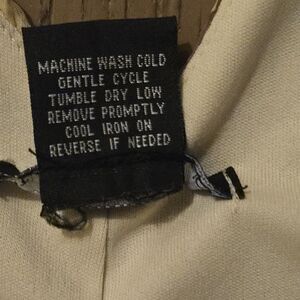 MACHINE WASH COLD
GENTLE CYCLE
TUMBLE DRY LOW
REMOVE PROMPTLY
COOL IRON ON
REVERSE IF NEEDED